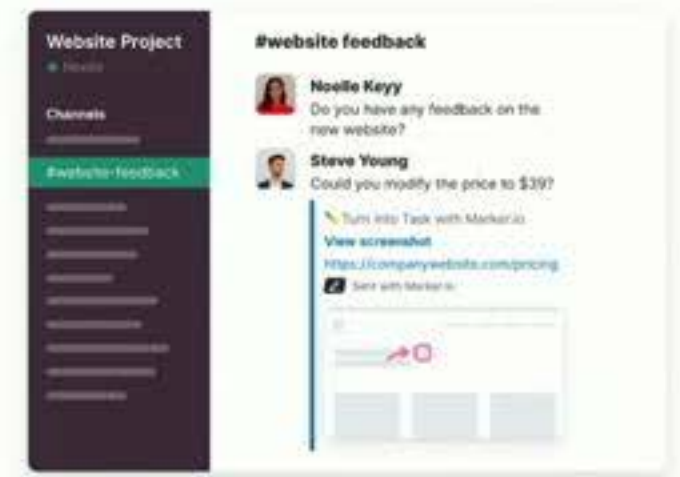 Website Project
#website feedback
Noelle Keyy
Channels
Do you have any feedback on the
new website?
#website-feedback
Steve Young
Could you modify the price to $39?
Turn into Task with Marker.io
View screenshot
https://companywebsite.com/pricing
Sent with Marker.io